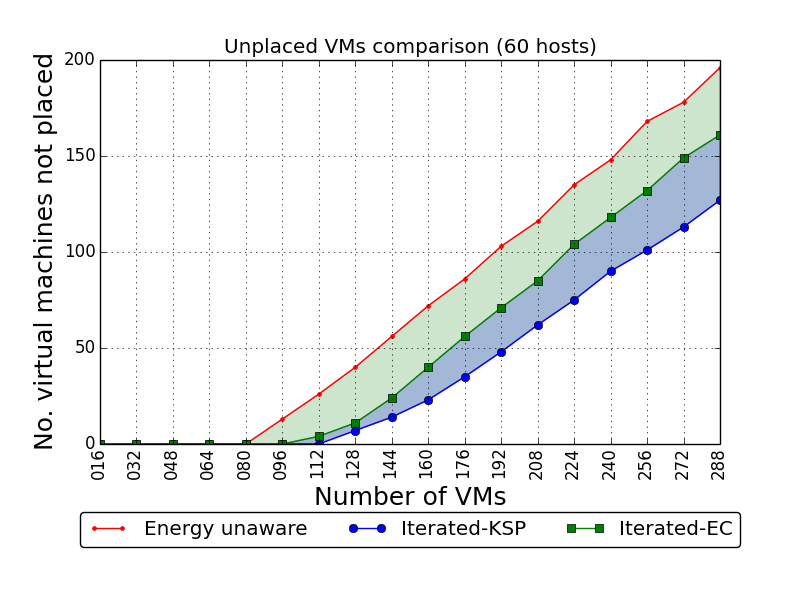 Unplaced VMs comparison (60 hosts)
No. virtual machines not placed
200
150
100
50
0
016 032 048 064 080 096 112 128 144 160 176 192 208 224 240 256 272 288
Number of VMs
Energy unaware Iterated-KSP Iterated-EC